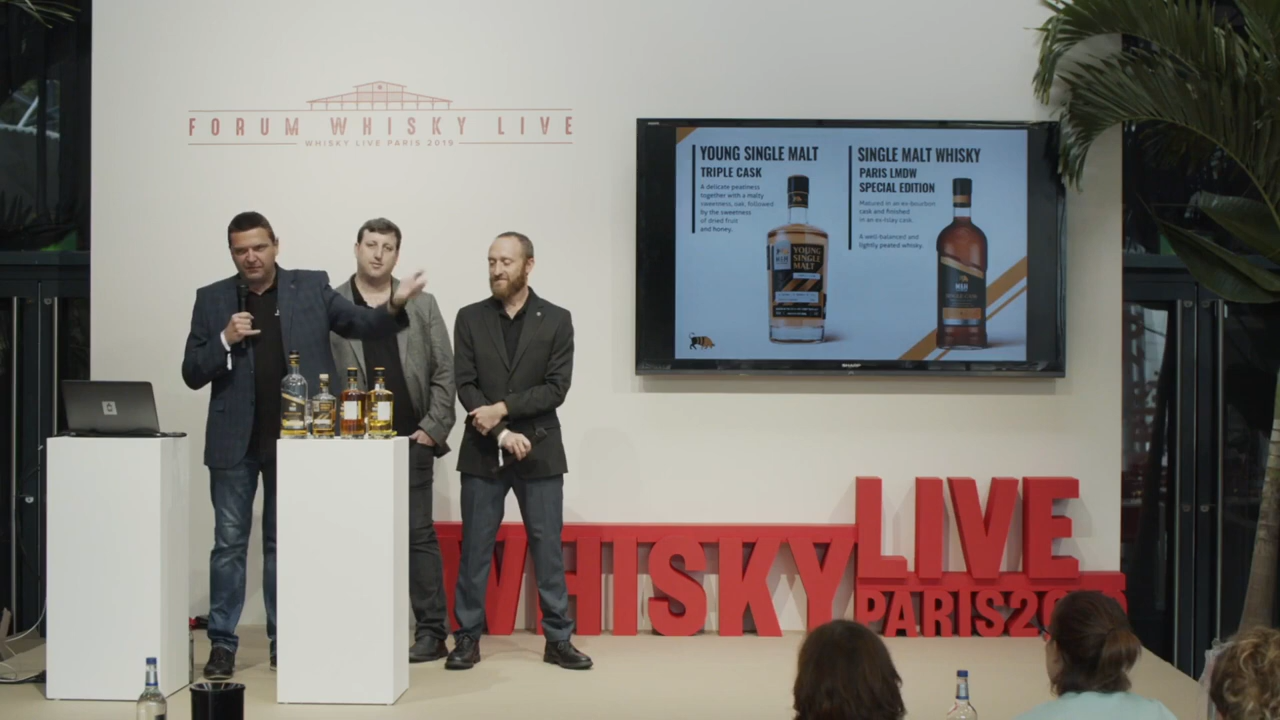 FORUM WHISKY LIVE
WHISKY LIVE PARIS 2019
YOUNG SINGLE MALT
TRIPLE CASK
A delicate peatiness
together with a malty
sweetness, oak, followed
by the sweetness
of dried fruit
and honey.
SINGLE MALT WHISKY
PARIS LMDW
SPECIAL EDITION
Matured in an ex-bourbon
cask and finished
in an ex-Islay cask.
A well-balanced and
lightly peated whisky.
YOUNG
SINGLE
MALT
M&H
SHARP
LIVE
WHISKY
PARIS20